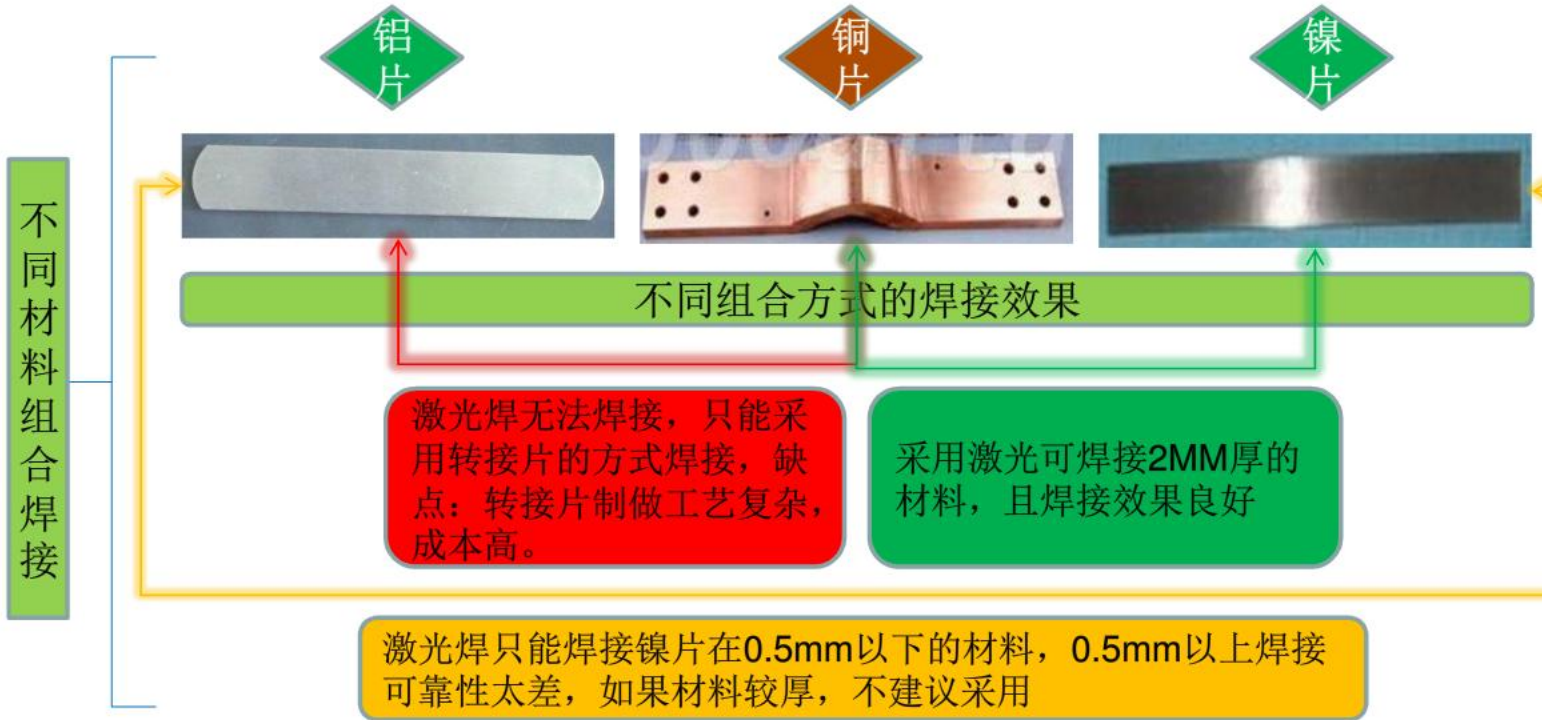 铝
片
铜
片
镍
片
不
同
材
料
组
合
焊
接
不同组合方式的焊接效果
激光焊无法焊接，只能采
用转接片的方式焊接，缺
点：转接片制做工艺复杂，
成本高。
采用激光可焊接2MM厚的
材料，且焊接效果良好
激光焊只能焊接镍片在0.5mm以下的材料，0.5mm以上焊接
可靠性太差，如果材料较厚，不建议采用